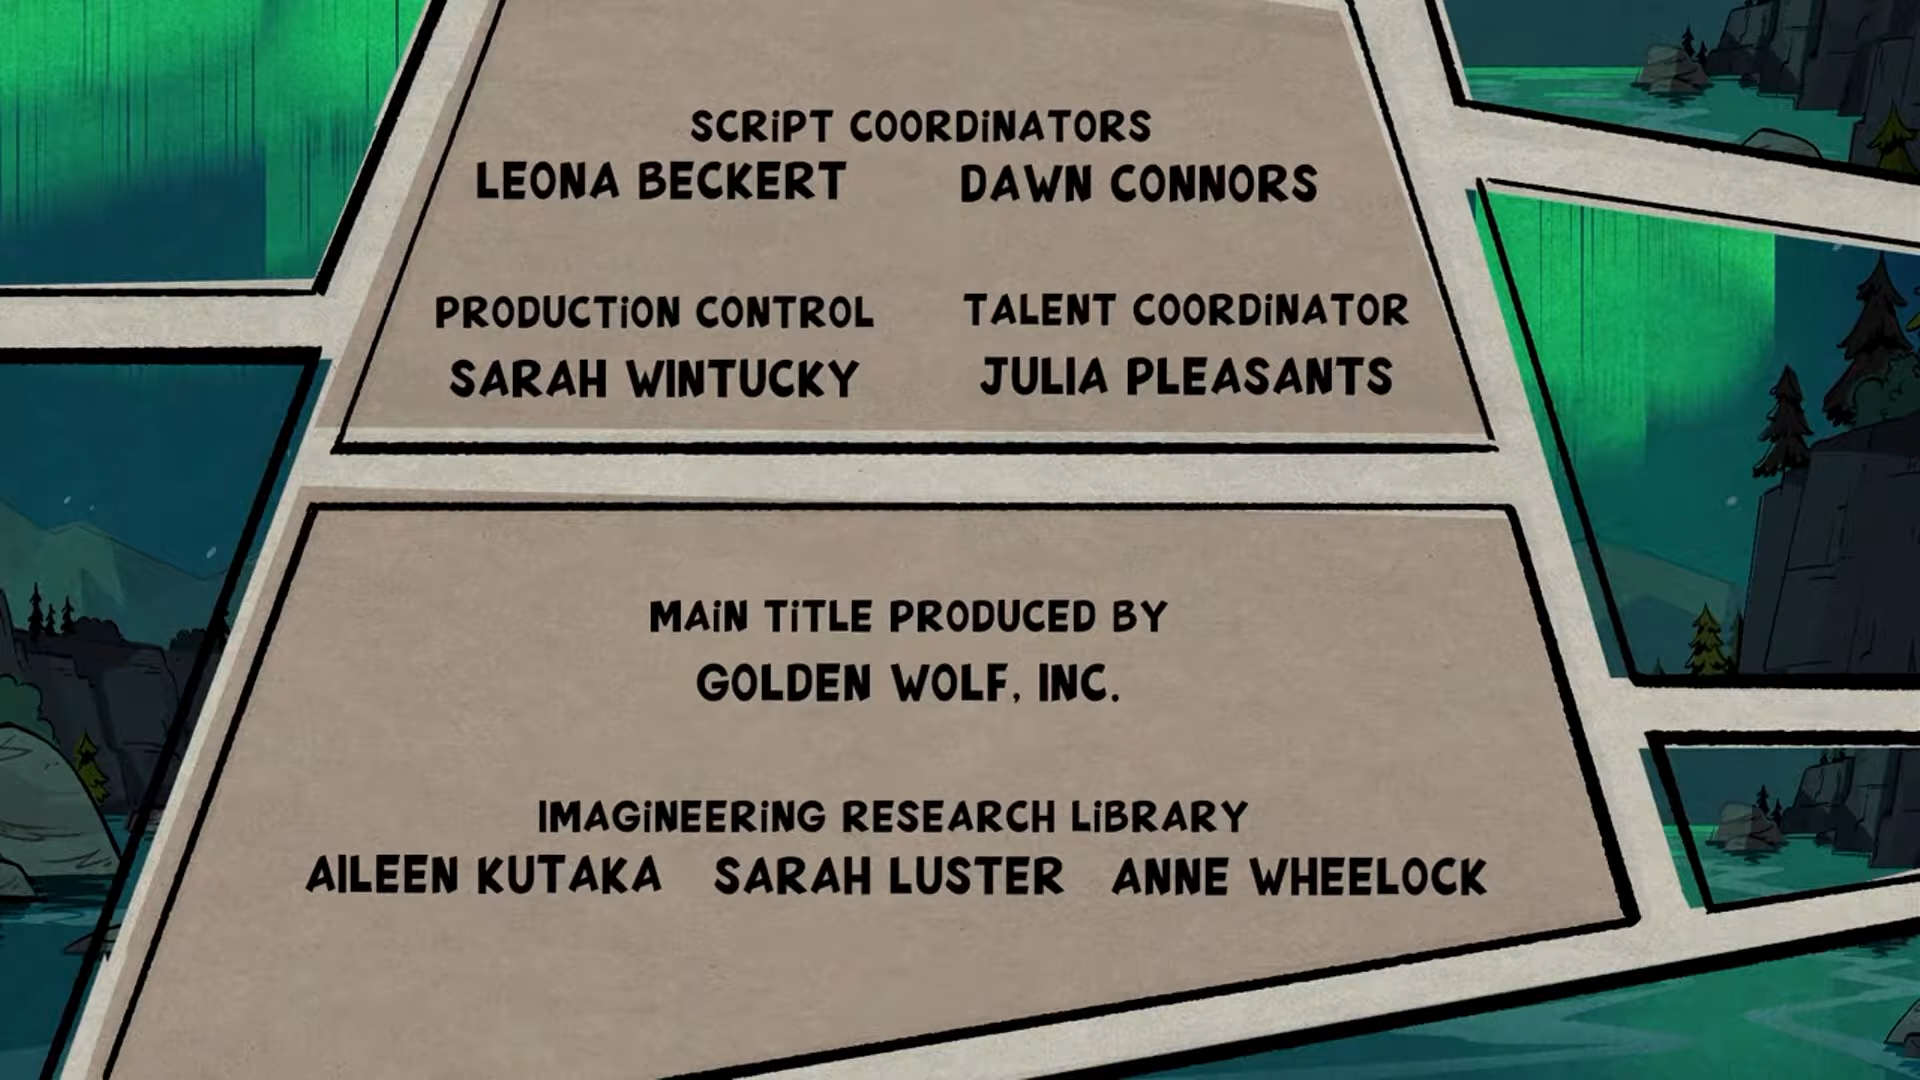 SCRiPT COORDiNATORS
LEONA BECKERT DAWN CONNORS
PRODUCTiON CONTROL TALENT COORDiNATOR
SARAH WINTUCKY JULIA PLEASANTS
MAiN TiTLE PRODUCED BY
GOLDEN WOLF, INC.
IMAGiNEERiNG RESEARCH LiBRARY
AILEEN KUTAKA SARAH LUSTER ANNE WHEELOCK